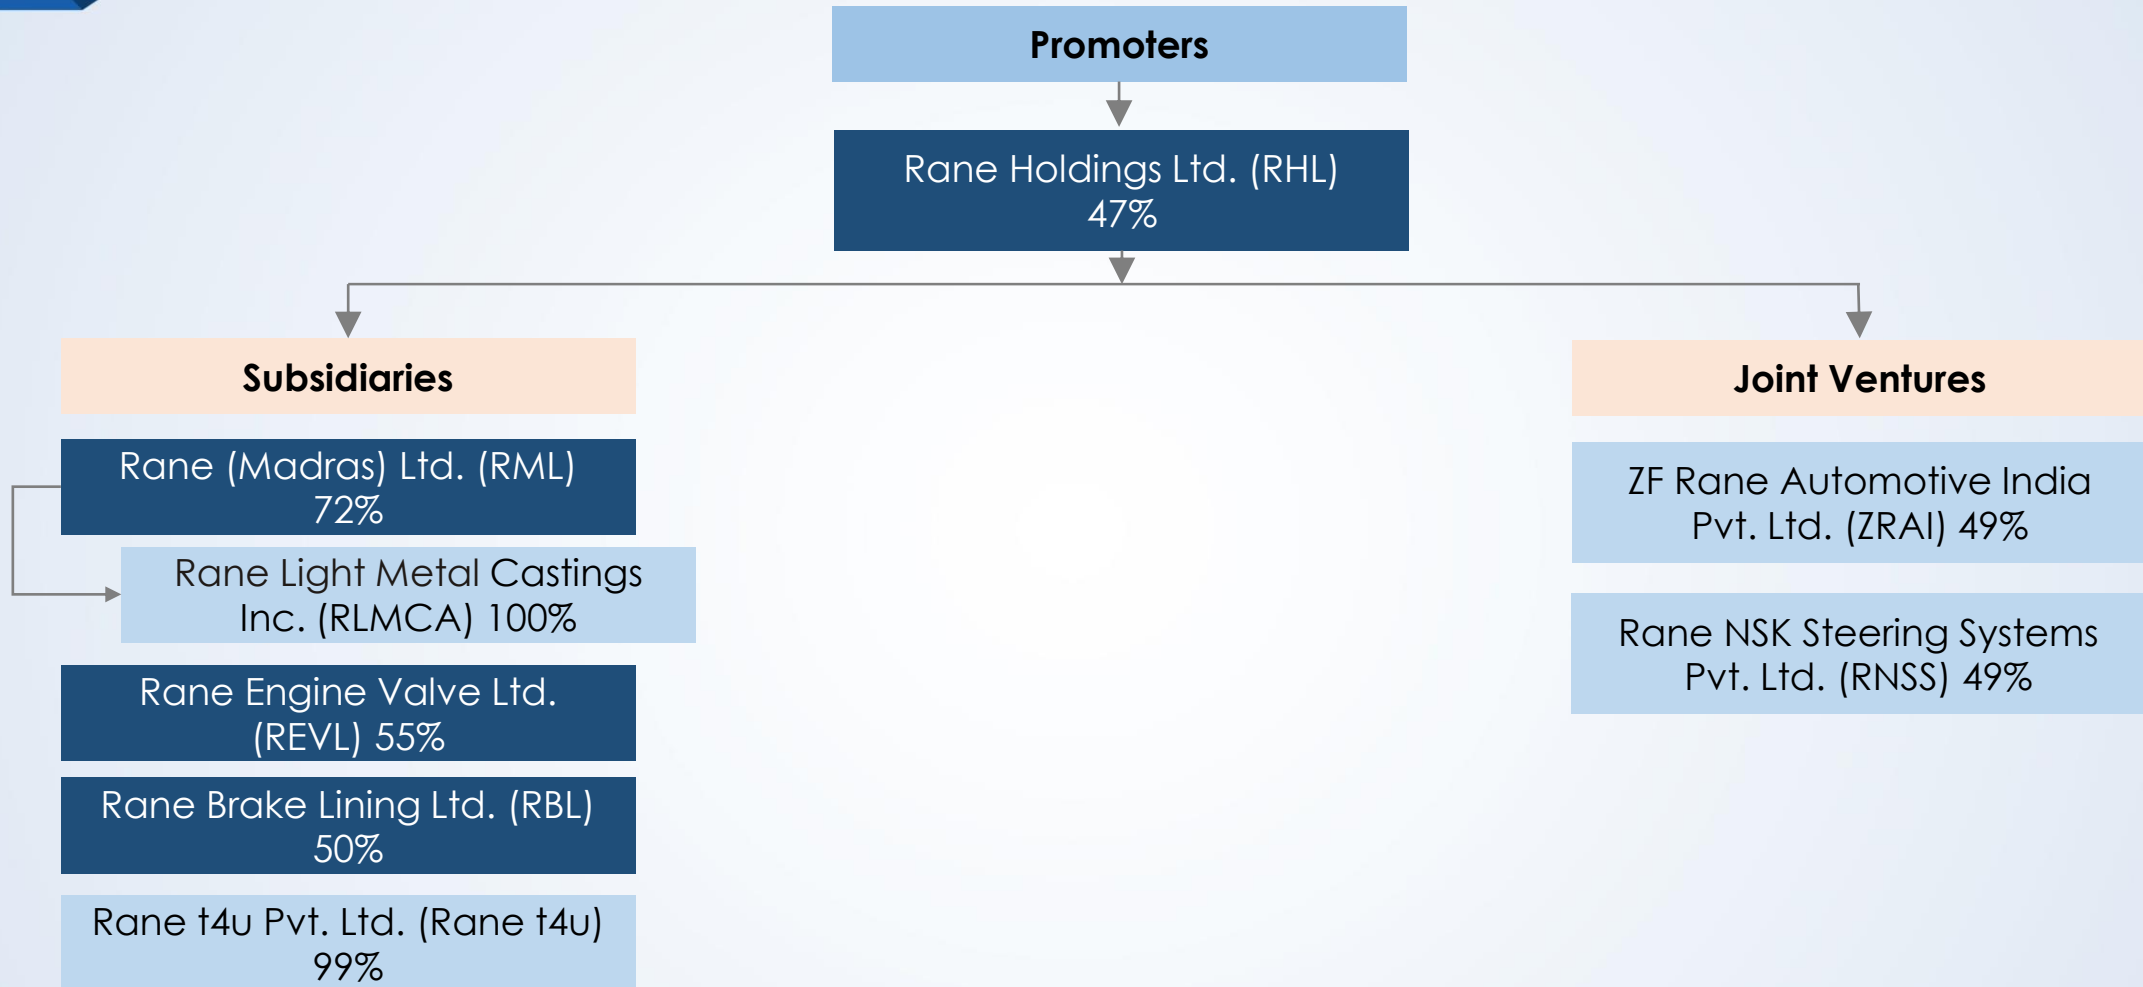 Promoters
Rane Holdings Ltd. (RHL)
47%
Subsidiaries
Rane (Madras) Ltd. (RML)
72%
Rane Light Metal Castings
Inc. (RLMCA) 100%
Rane Engine Valve Ltd.
(REVL) 55%
Rane Brake Lining Ltd. (RBL)
50%
Rane t4u Pvt. Ltd. (Rane t4u)
99%
Joint Ventures
ZF Rane Automotive India
Pvt. Ltd. (ZRAI) 49%
Rane NSK Steering Systems
Pvt. Ltd. (RNSS) 49%